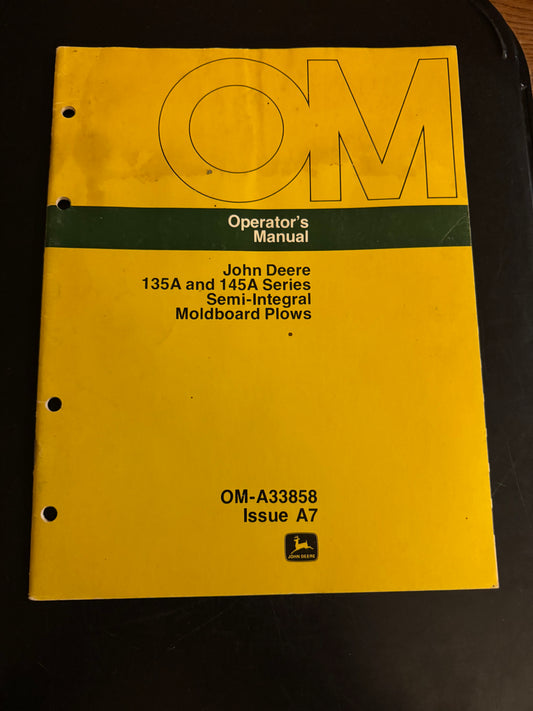 OM
Operator's
Manual
John Deere
135A and 145A Series
Semi-Integral
Moldboard Plows
OM-A33858
Issue A7
JOHN DEERE